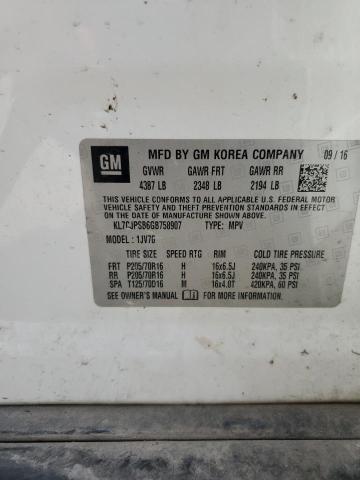 GM
MFD BY GM KOREA COMPANY 09/16
GVWR GAWR FRT GAWR RR
4387 LB 2348 LB 2194 LB
THIS VEHICLE CONFORMS TO ALL APPLICABLE U.S. FEDERAL MOTOR
VEHICLE SAFETY, BUMPER, AND THEFT PREVENTION STANDARDS IN
EFFECT ON THE DATE OF MANUFACTURE SHOWN ABOVE.
KL7CJPSB6GB758907 TYPE: MPV
MODEL: 1JV76
TIRE SIZE SPEED RTG RIM COLD TIRE PRESSURE
FRT P205/70R16 H 16x6.5J 240KPA, 35 PSI
RR P205/70R16 H 16x6.5J 240KPA, 35 PSI
SPA T125/70D16 M 16x4.0T 420KPA, 60 PSI
SEE OWNER'S MANUAL FOR ADDITIONAL INFORMATION.